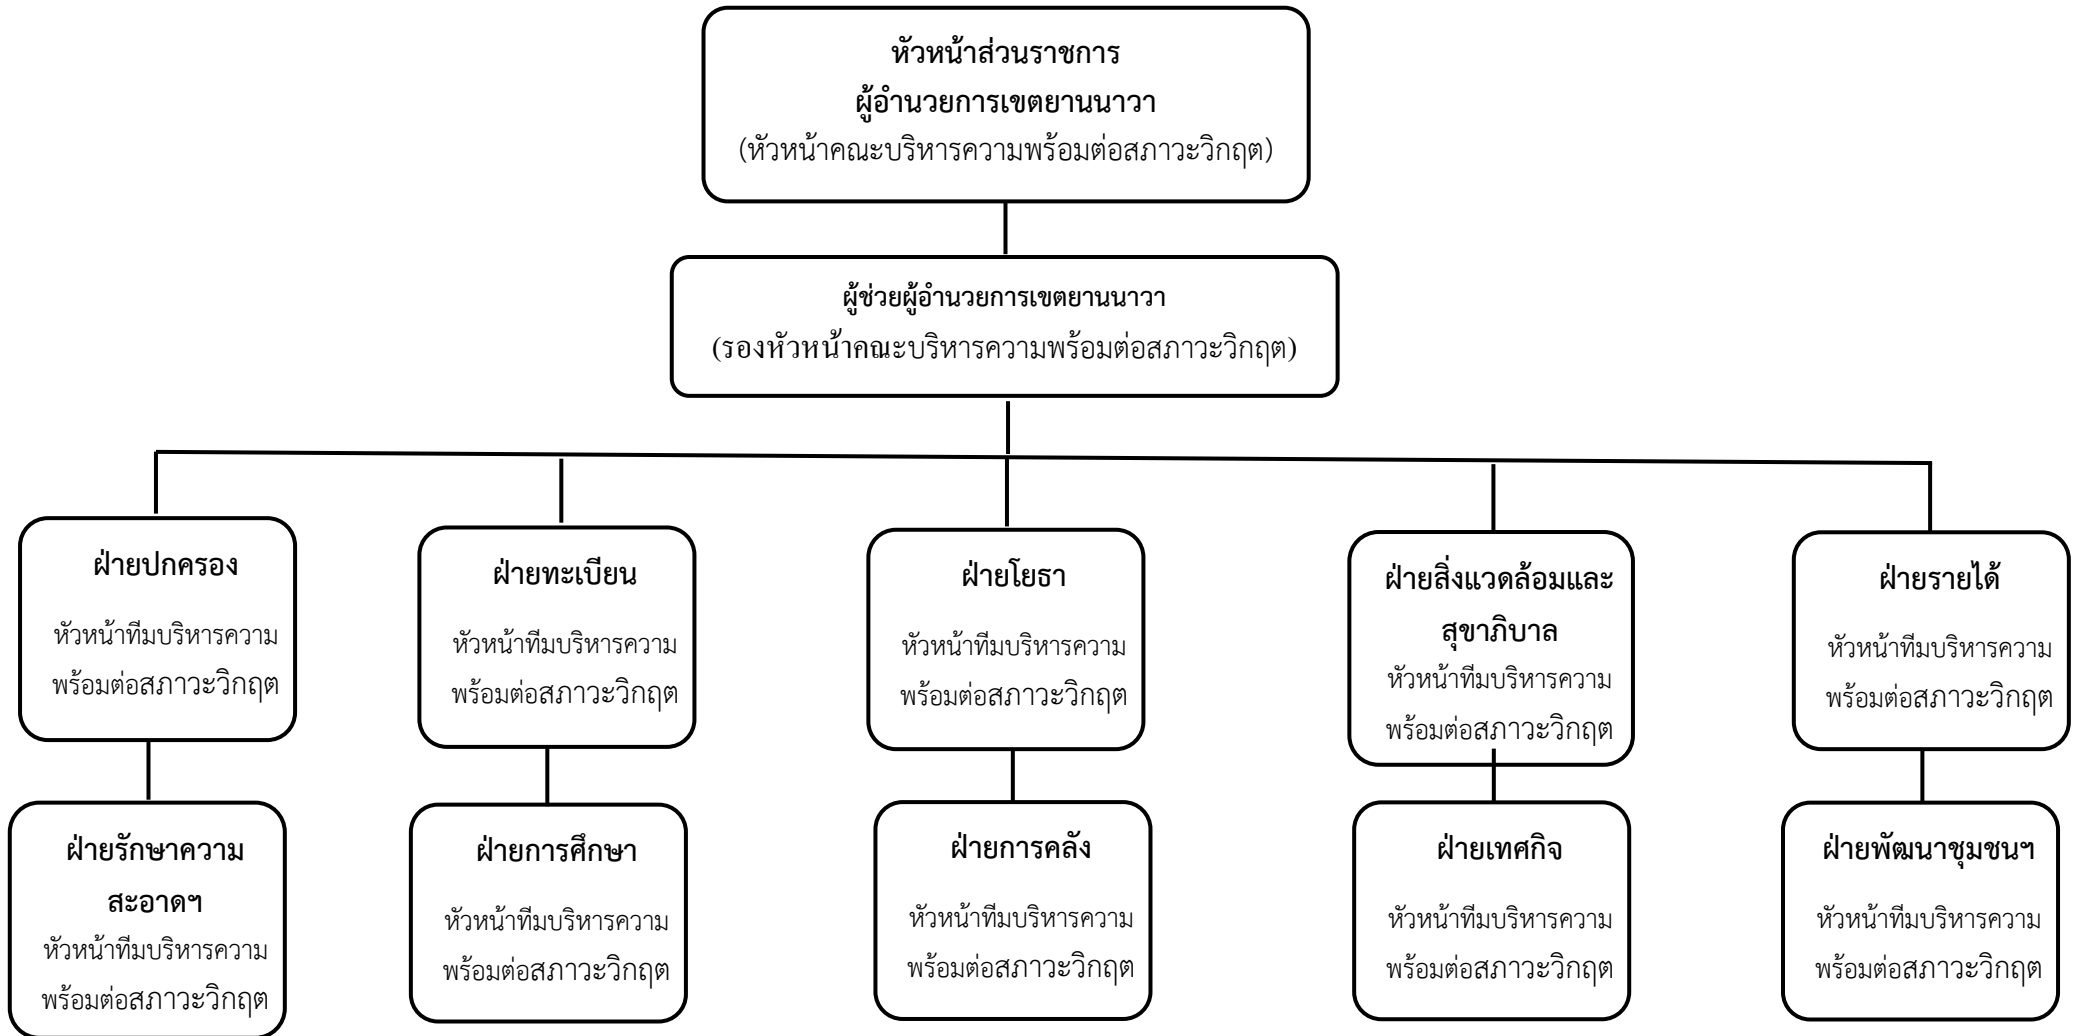 หัวหน้าส่วนราชการ
ผู้อำนวยการเขตยานนาวา
(หัวหน้าคณะบริหารความพร้อมต่อสภาวะวิกฤต)
ผู้ช่วยผู้อำนวยการเขตยานนาวา
(รองหัวหน้าคณะบริหารความพร้อมต่อสภาวะวิกฤต)
ฝ่ายปกครอง
หัวหน้าทีมบริหารความ
พร้อมต่อสภาวะวิกฤต
ฝ่ายทะเบียน
หัวหน้าทีมบริหารความ
พร้อมต่อสภาวะวิกฤต
ฝ่ายโยธา
หัวหน้าทีมบริหารความ
พร้อมต่อสภาวะวิกฤต
ฝ่ายสิ่งแวดล้อมและ
สุขาภิบาล
หัวหน้าทีมบริหารความ
พร้อมต่อสภาวะวิกฤต
ฝ่ายรายได้
หัวหน้าทีมบริหารความ
พร้อมต่อสภาวะวิกฤต
ฝ่ายรักษาความ
สะอาดฯ
หัวหน้าทีมบริหารความ
พร้อมต่อสภาวะวิกฤต
ฝ่ายการศึกษา
หัวหน้าทีมบริหารความ
พร้อมต่อสภาวะวิกฤต
ฝ่ายการคลัง
หัวหน้าทีมบริหารความ
พร้อมต่อสภาวะวิกฤต
ฝ่ายเทศกิจ
หัวหน้าทีมบริหารความ
พร้อมต่อสภาวะวิกฤต
ฝ่ายพัฒนาชุมชนฯ
หัวหน้าทีมบริหารความ
พร้อมต่อสภาวะวิกฤต